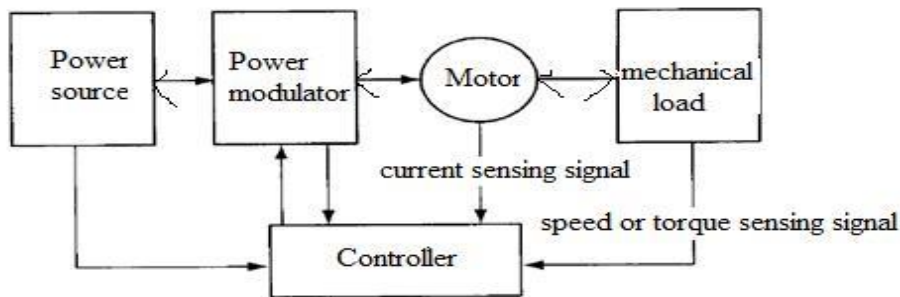 Power
source
Power
modulator
Motor
mechanical
load
current sensing signal
speed or torque sensing signal
Controller